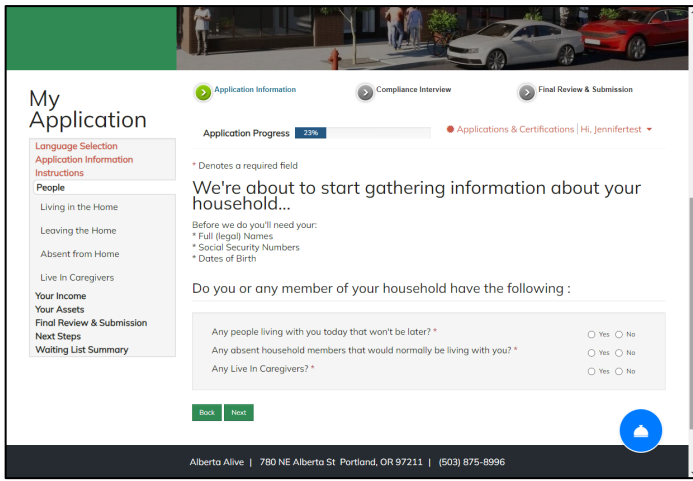 Application Information
Compliance Interview
Final Review & Submission
My
Application
Language Selection
Application Information
Instructions
People
Living in the Home
Leaving the Home
Absent from Home
Live In Caregivers
Your Income
Your Assets
Final Review & Submission
Next Steps
Waiting List Summary
Application Progress 23%
Applications & Certifications Hi, Jennifertest
* Denotes a required field
We're about to start gathering information about your
household...
Before we do you'll need your:
* Full (legal) Names
* Social Security Numbers
* Dates of Birth
Do you or any member of your household have the following :
Any people living with you today that won't be later? * Yes No
Any absent household members that would normally be living with you? * Yes No
Any Live In Caregivers? * Yes No
Back Next
Alberta Alive | 780 NE Alberta St Portland, OR 97211 | (503) 875-8996